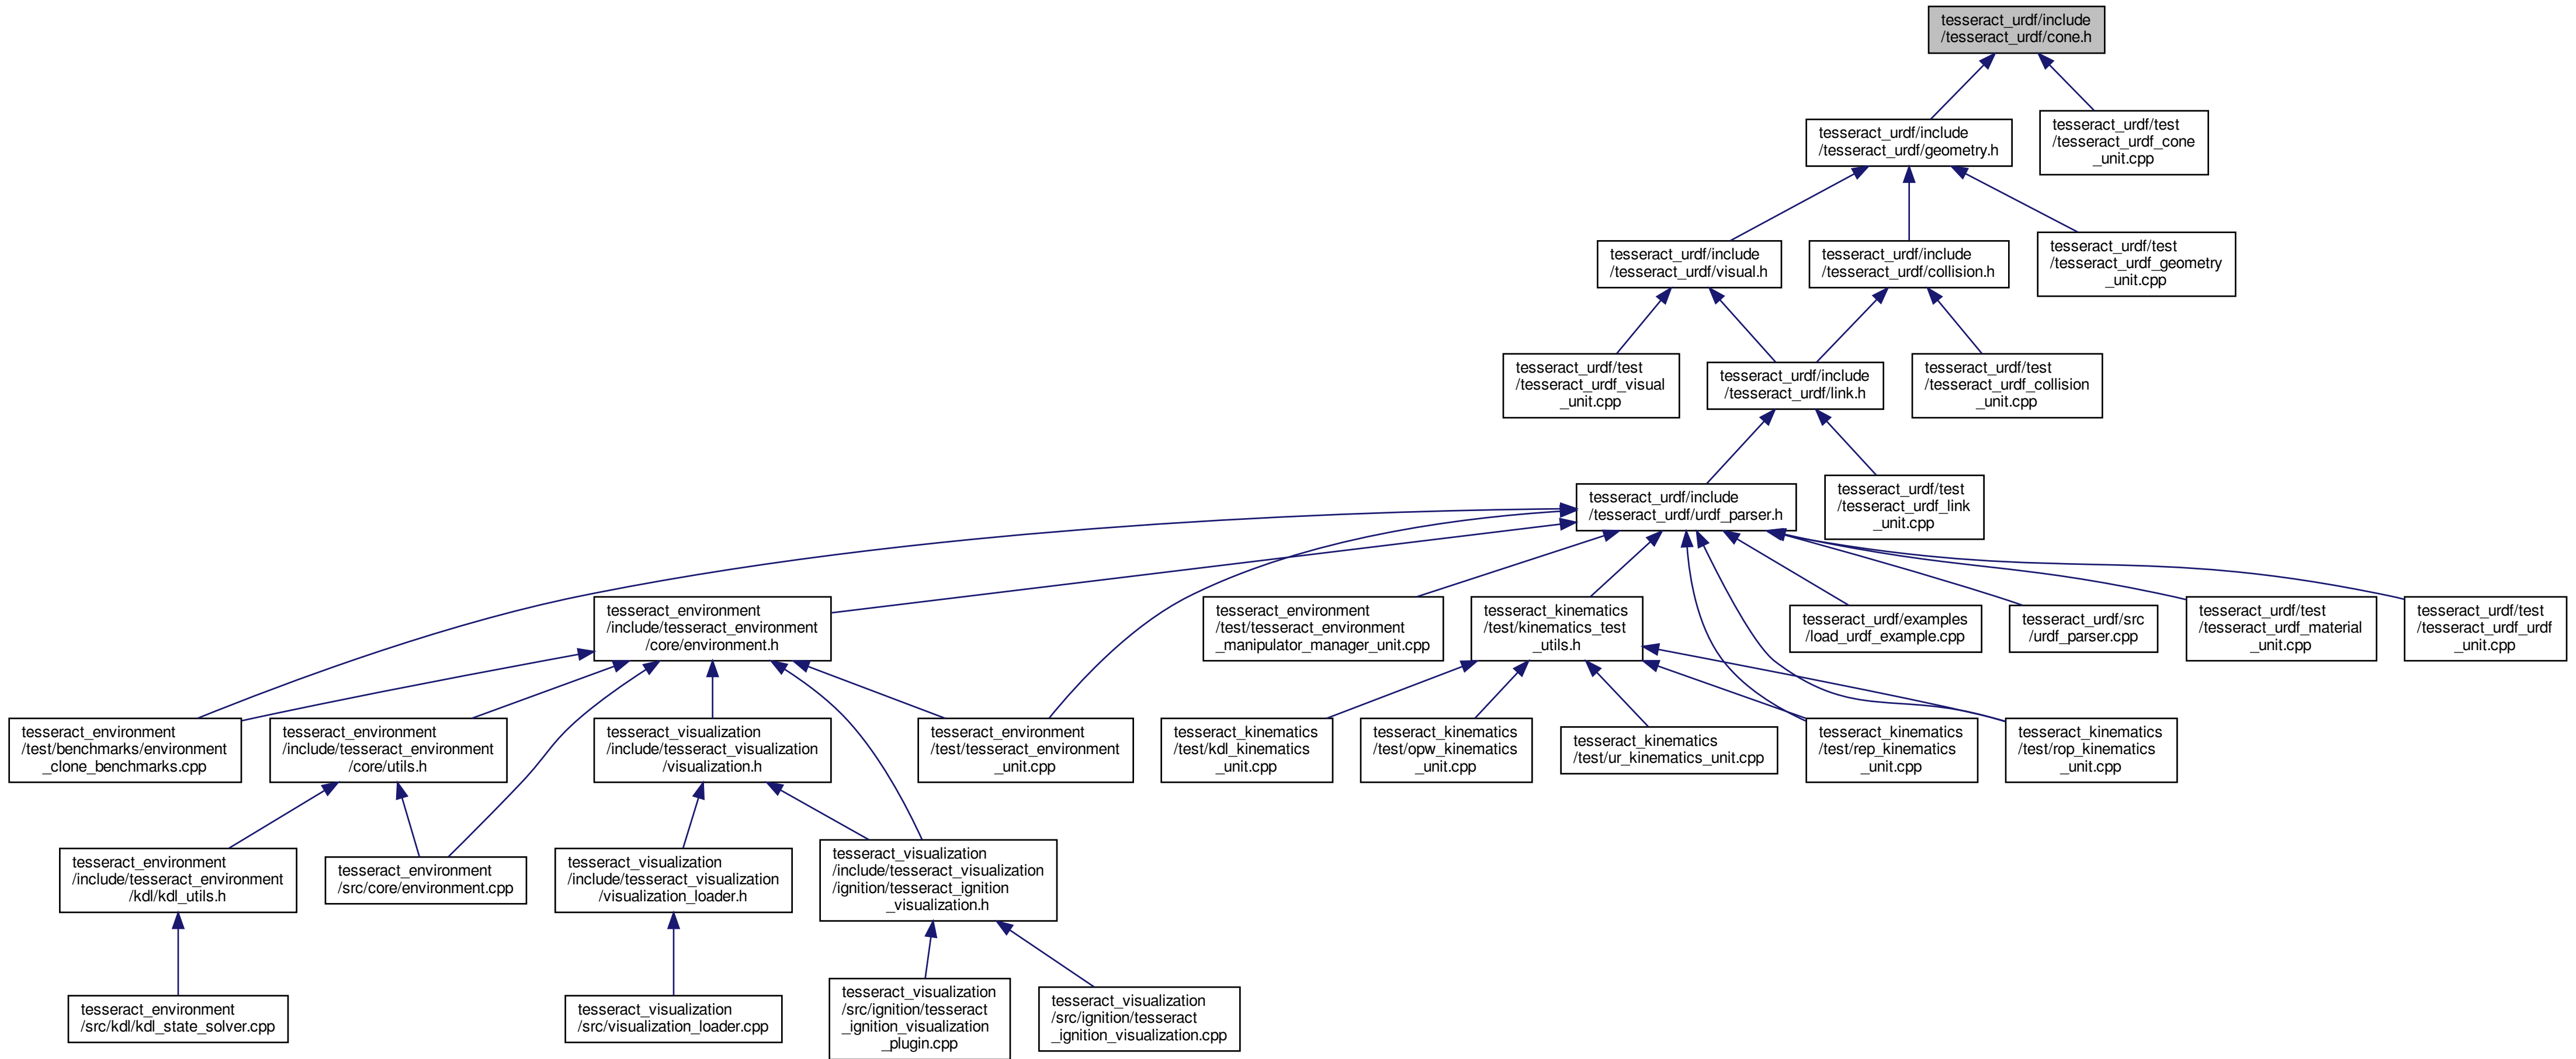 tesseract_urdf/include
/tesseract_urdf/cone.h
tesseract_urdf/include
/tesseract_urdf/geometry.h
tesseract_urdf/test
/tesseract_urdf_cone
_unit.cpp
tesseract_urdf/include
/tesseract_urdf/visual.h
tesseract_urdf/include
/tesseract_urdf/collision.h
tesseract_urdf/test
/tesseract_urdf_geometry
_unit.cpp
tesseract_urdf/test
/tesseract_urdf_visual
_unit.cpp
tesseract_urdf/include
/tesseract_urdf/link.h
tesseract_urdf/test
/tesseract_urdf_collision
_unit.cpp
tesseract_urdf/include
/tesseract_urdf/urdf_parser.h
tesseract_urdf/test
/tesseract_urdf_link
_unit.cpp
tesseract_environment
/include/tesseract_environment
/core/environment.h
tesseract_environment
/test/tesseract_environment
_manipulator_manager_unit.cpp
tesseract_kinematics
/test/kinematics_test
_utils.h
tesseract_urdf/examples
/load_urdf_example.cpp
tesseract_urdf/src
/urdf_parser.cpp
tesseract_urdf/test
/tesseract_urdf_material
_unit.cpp
tesseract_urdf/test
/tesseract_urdf_urdf
_unit.cpp
tesseract_environment
/test/benchmarks/environment
_clone_benchmarks.cpp
tesseract_environment
/include/tesseract_environment
/core/utils.h
tesseract_visualization
/include/tesseract_visualization
/visualization.h
tesseract_environment
/test/tesseract_environment
_unit.cpp
tesseract_kinematics
/test/kdl_kinematics
_unit.cpp
tesseract_kinematics
/test/opw_kinematics
_unit.cpp
tesseract_kinematics
/test/ur_kinematics_unit.cpp
tesseract_kinematics
/test/rep_kinematics
_unit.cpp
tesseract_kinematics
/test/rop_kinematics
_unit.cpp
tesseract_environment
/include/tesseract_environment
/kdl/kdl_utils.h
tesseract_environment
/src/core/environment.cpp
tesseract_visualization
/include/tesseract_visualization
/visualization_loader.h
tesseract_visualization
/include/tesseract_visualization
/ignition/tesseract_ignition
_visualization.h
tesseract_environment
/src/kdl/kdl_state_solver.cpp
tesseract_visualization
/src/visualization_loader.cpp
tesseract_visualization
/src/ignition/tesseract
_ignition_visualization
_plugin.cpp
tesseract_visualization
/src/ignition/tesseract
_ignition_visualization.cpp